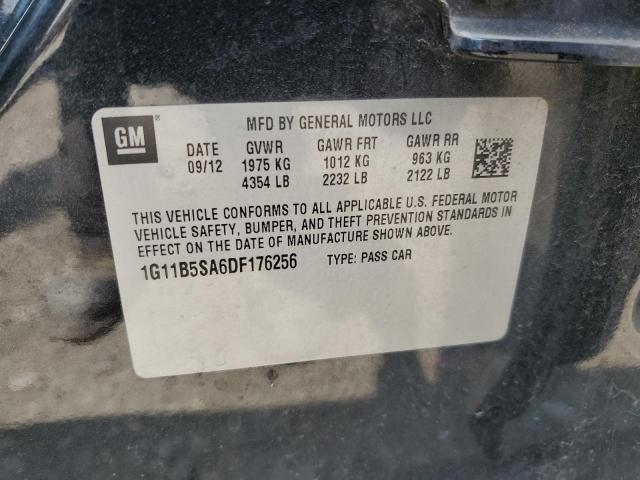 GM
MFD BY GENERAL MOTORS LLC
DATE GVWR GAWR FRT GAWR RR
09/12 1975 KG 1012 KG 963 KG
4354 LB 2232 LB 2122 LB
THIS VEHICLE CONFORMS TO ALL APPLICABLE U.S. FEDERAL MOTOR
VEHICLE SAFETY, BUMPER, AND THEFT PREVENTION STANDARDS IN
EFFECT ON THE DATE OF MANUFACTURE SHOWN ABOVE.
1G11B5SA6DF176256 TYPE: PASS CAR